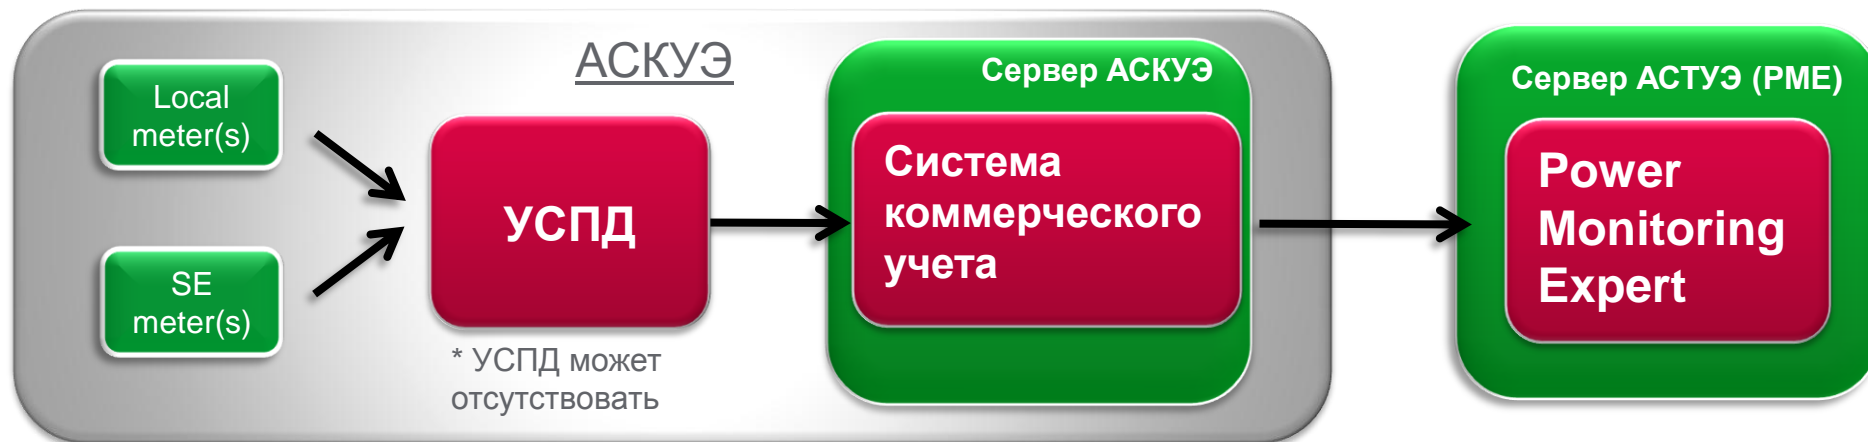 АСКУЭ
Local
meter(s)
SE
meter(s)
УСПД
* УСПД может
отсутствовать
Сервер АСКУЭ
Система
коммерческого
учета
Сервер АСТУЭ (PME)
Power
Monitoring
Expert